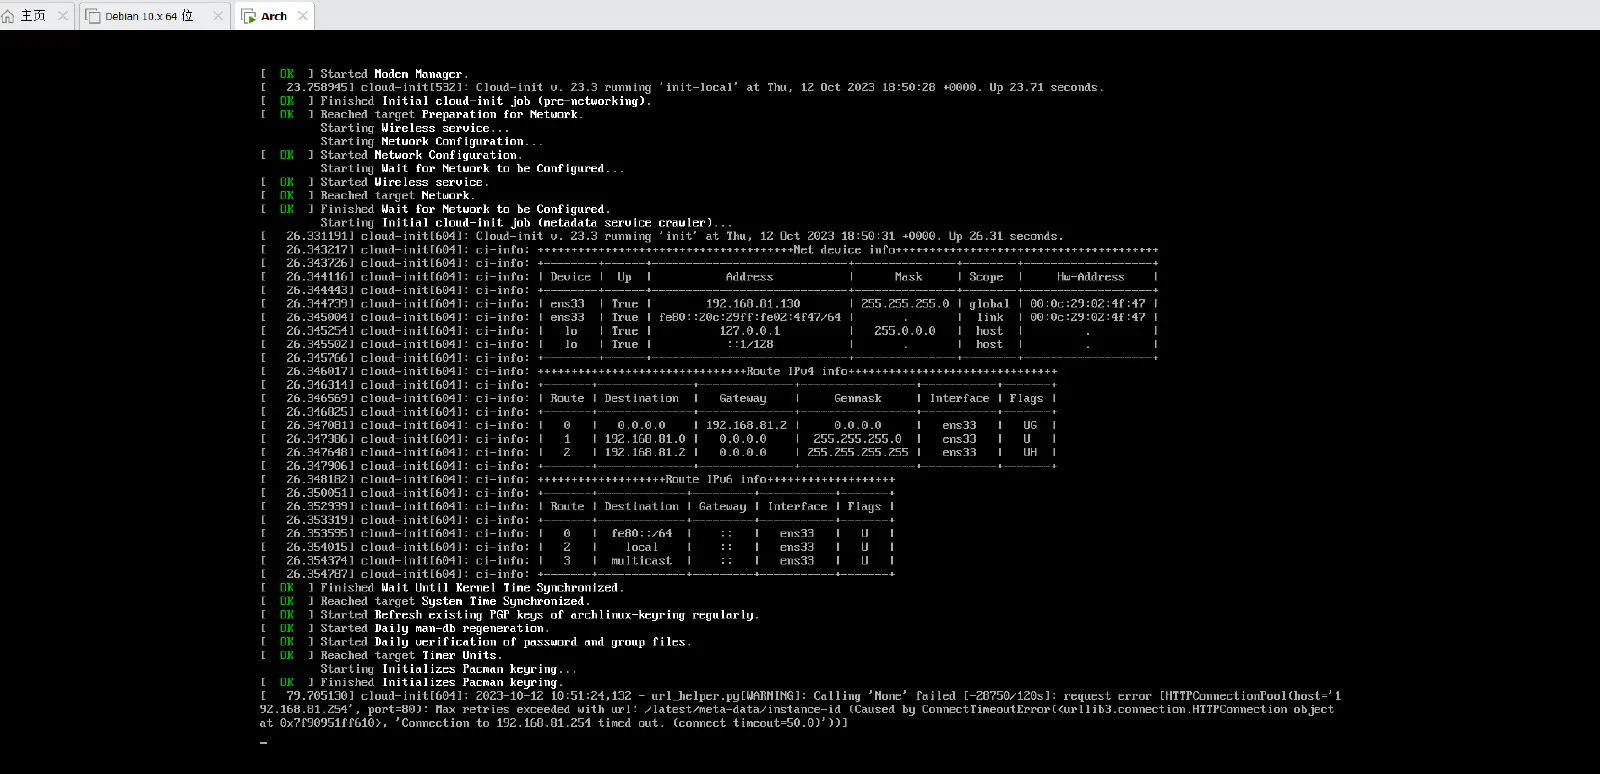 主页
Debian 10.x 64 位
Arch
[  OK  ] Started Modem Manager.
[   23.758945] cloud-init[532]: Cloud-init v. 23.3 running 'init-local' at Thu, 12 Oct 2023 18:50:28 +0000. Up 23.71 seconds.
[  OK  ] Finished Initial cloud-init job (pre-networking).
[  OK  ] Reached target Preparation for Network.
         Starting Wireless service...
         Starting Network Configuration...
[  OK  ] Started Network Configuration.
         Starting Wait for Network to be Configured...
[  OK  ] Started Wireless service.
[  OK  ] Reached target Network.
[  OK  ] Finished Wait for Network to be Configured.
         Starting Initial cloud-init job (metadata service crawler)...
[   26.331191] cloud-init[604]: Cloud-init v. 23.3 running 'init' at Thu, 12 Oct 2023 18:50:31 +0000. Up 26.31 seconds.
[   26.343217] cloud-init[604]: ci-info: ++++++++++++++++++++++++++++++++++++++Net device info+++++++++++++++++++++++++++++++++++++++
[   26.343726] cloud-init[604]: ci-info: +--------+------+------------------------------+---------------+--------+-------------------+
[   26.344116] cloud-init[604]: ci-info: | Device |  Up  |           Address            |      Mask     | Scope  |     Hw-Address    |
[   26.344443] cloud-init[604]: ci-info: +--------+------+------------------------------+---------------+--------+-------------------+
[   26.344739] cloud-init[604]: ci-info: | ens33  | True |        192.168.81.130        | 255.255.255.0 | global | 00:0c:29:02:4f:47 |
[   26.345004] cloud-init[604]: ci-info: | ens33  | True | fe80::20c:29ff:fe02:4f47/64  |       .       |  link  | 00:0c:29:02:4f:47 |
[   26.345254] cloud-init[604]: ci-info: |   lo   | True |          127.0.0.1           |   255.0.0.0   |  host  |         .         |
[   26.345502] cloud-init[604]: ci-info: |   lo   | True |           ::1/128            |       .       |  host  |         .         |
[   26.345766] cloud-init[604]: ci-info: +--------+------+------------------------------+---------------+--------+-------------------+
[   26.346017] cloud-init[604]: ci-info: +++++++++++++++++++++++++++++++Route IPv4 info+++++++++++++++++++++++++++++++
[   26.346314] cloud-init[604]: ci-info: +-------+--------------+--------------+-----------------+-----------+-------+
[   26.346569] cloud-init[604]: ci-info: | Route | Destination  |   Gateway    |     Genmask     | Interface | Flags |
[   26.346825] cloud-init[604]: ci-info: +-------+--------------+--------------+-----------------+-----------+-------+
[   26.347081] cloud-init[604]: ci-info: |   0   |   0.0.0.0    | 192.168.81.2 |     0.0.0.0     |   ens33   |   UG  |
[   26.347386] cloud-init[604]: ci-info: |   1   | 192.168.81.0 |   0.0.0.0    |  255.255.255.0  |   ens33   |   U   |
[   26.347648] cloud-init[604]: ci-info: |   2   | 192.168.81.2 |   0.0.0.0    | 255.255.255.255 |   ens33   |   UH  |
[   26.347906] cloud-init[604]: ci-info: +-------+--------------+--------------+-----------------+-----------+-------+
[   26.348182] cloud-init[604]: ci-info: +++++++++++++++++++Route IPv6 info+++++++++++++++++++
[   26.350051] cloud-init[604]: ci-info: +-------+-------------+---------+-----------+-------+
[   26.352939] cloud-init[604]: ci-info: | Route | Destination | Gateway | Interface | Flags |
[   26.353319] cloud-init[604]: ci-info: +-------+-------------+---------+-----------+-------+
[   26.353595] cloud-init[604]: ci-info: |   0   |  fe80::/64  |    ::   |   ens33   |   U   |
[   26.354015] cloud-init[604]: ci-info: |   2   |    local    |    ::   |   ens33   |   U   |
[   26.354374] cloud-init[604]: ci-info: |   3   |  multicast  |    ::   |   ens33   |   U   |
[   26.354787] cloud-init[604]: ci-info: +-------+-------------+---------+-----------+-------+
[  OK  ] Finished Wait Until Kernel Time Synchronized.
[  OK  ] Reached target System Time Synchronized.
[  OK  ] Started Refresh existing PGP keys of archlinux-keyring regularly.
[  OK  ] Started Daily man-db regeneration.
[  OK  ] Started Daily verification of password and group files.
[  OK  ] Reached target Timer Units.
         Starting Initializes Pacman keyring...
[  OK  ] Finished Initializes Pacman keyring.
[   79.705130] cloud-init[604]: 2023-10-12 10:51:24,132 - url_helper.py[WARNING]: Calling 'None' failed [-28750/120s]: request error [HTTPConnectionPool(host='1
92.168.81.254', port=80): Max retries exceeded with url: /latest/meta-data/instance-id (Caused by ConnectTimeoutError(<urllib3.connection.HTTPConnection object
at 0x7f90951ff610>, 'Connection to 192.168.81.254 timed out. (connect timeout=50.0)'))]